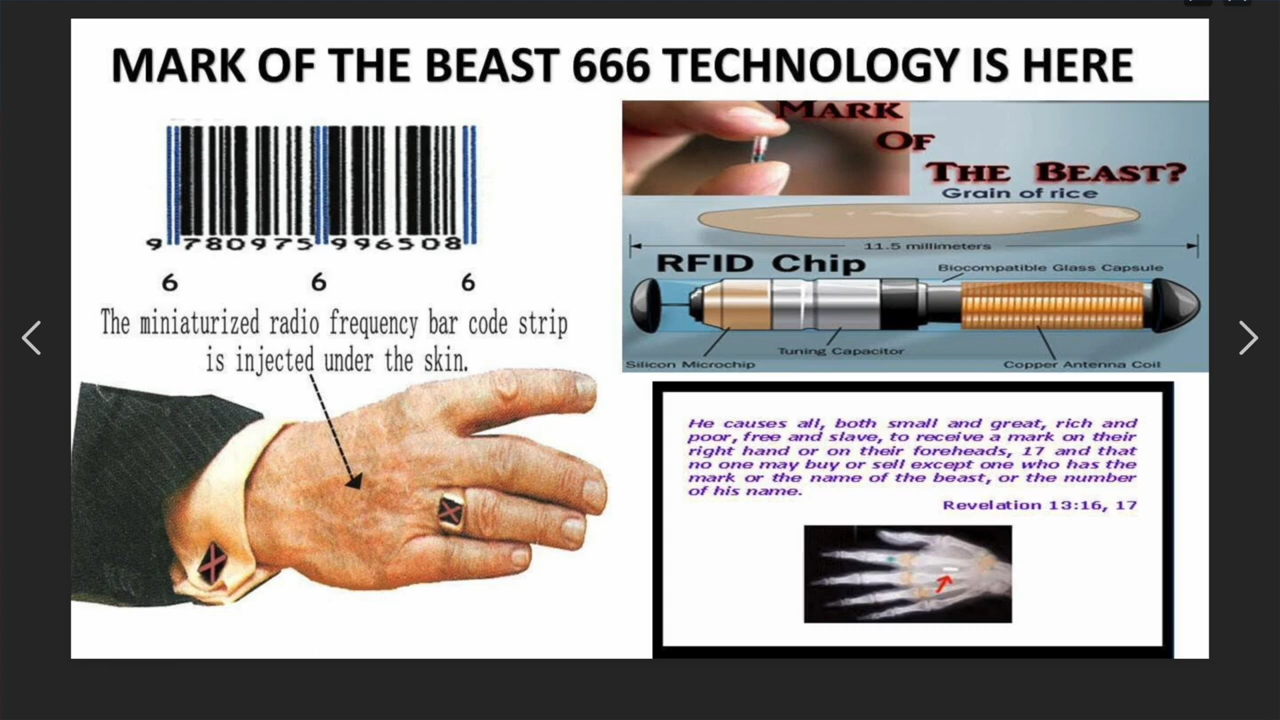 MARK OF THE BEAST 666 TECHNOLOGY IS HERE
9 780975 996508
6 6 6
The miniaturized radio frequency bar code strip
is injected under the skin.
MARK
OF
THE BEAST?
Grain of rice
11.5 millimeters
RFID Chip
Biocompatible Glass Capsule
Tuning Capacitor
Silicon Microchip
Copper Antenna Coil
He causes all, both small and great, rich and
poor, free and slave, to receive a mark on their
right hand or on their foreheads, 17 and that
no one may buy or sell except one who has the
mark or the name of the beast, or the number
of his name.
Revelation 13:16, 17